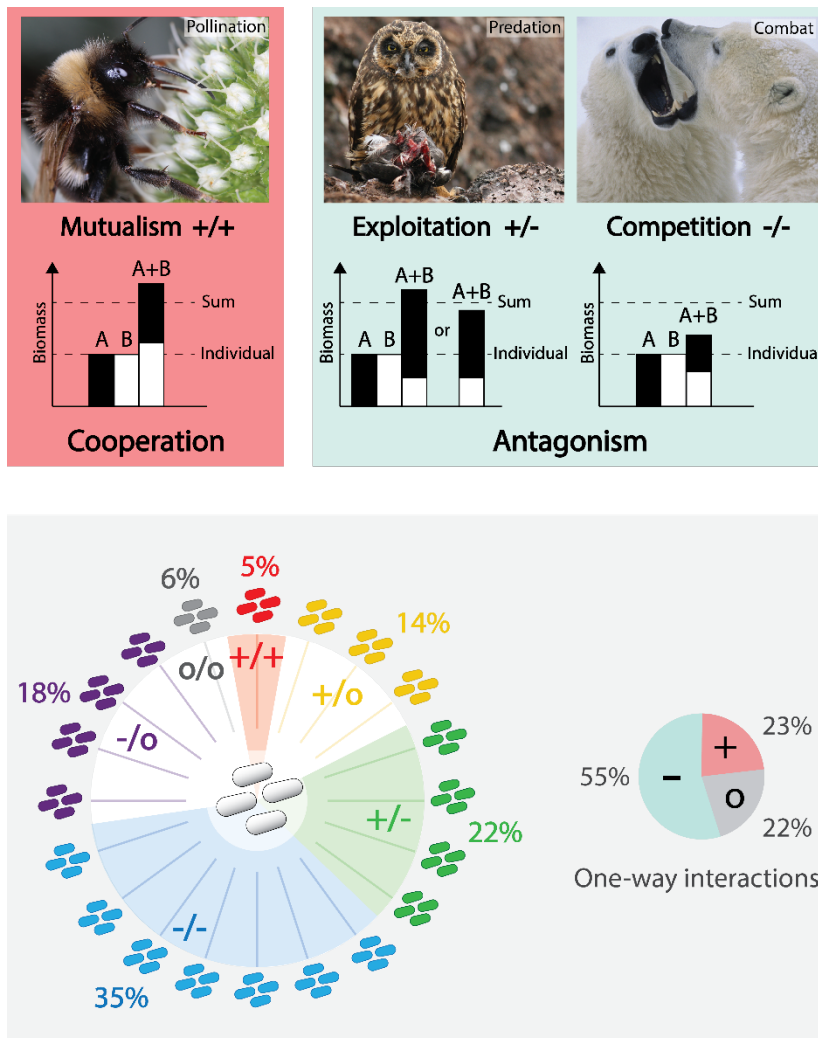 Pollination
Mutualism +/+
Biomass
A
B
A+B
Sum
Individual
Cooperation
Predation
Combat
Exploitation +/-
Competition -/-
Biomass
A
B
A+B
or
A+B
Sum
Individual
Biomass
A
B
A+B
Sum
Individual
Antagonism
6%
5%
14%
18%
o/o
+/+
+/o
-/o
+/-
22%
-/-
35%
23%
55%
-
+
o
22%
One-way interactions